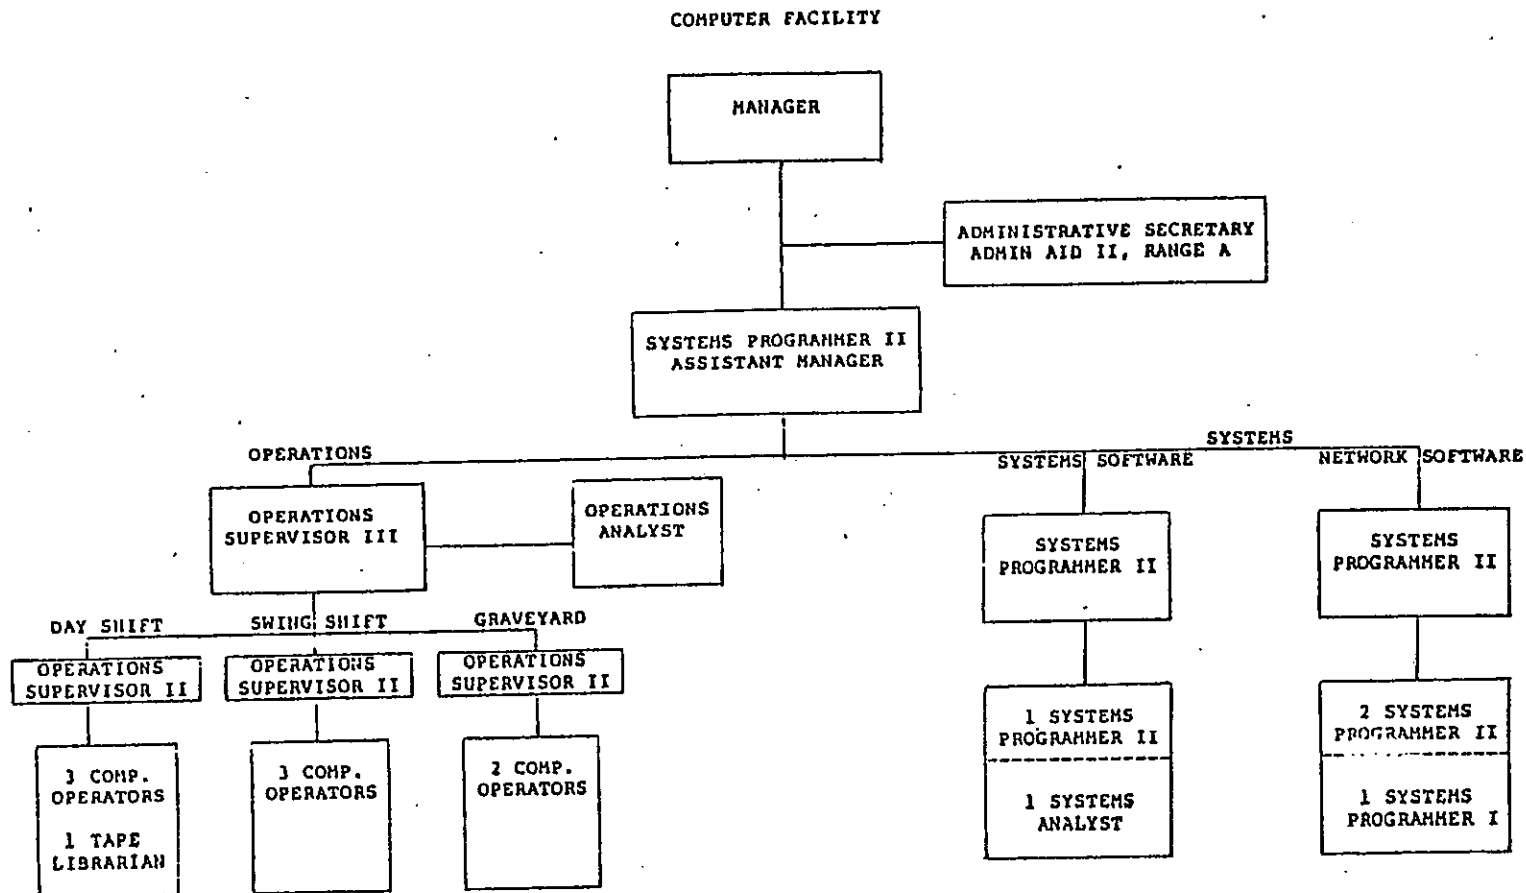 COMPUTER FACILITY
MANAGER
ADMINISTRATIVE SECRETARY
ADMIN AID II, RANGE A
SYSTEMS PROGRAMMER II
ASSISTANT MANAGER
OPERATIONS
SYSTEMS
SYSTEMS SOFTWARE
NETWORK SOFTWARE
OPERATIONS
SUPERVISOR III
OPERATIONS
ANALYST
SYSTEMS
PROGRAMMER II
SYSTEMS
PROGRAMMER II
DAY SHIFT
SWING SHIFT
GRAVEYARD
OPERATIONS
SUPERVISOR II
OPERATIONS
SUPERVISOR II
OPERATIONS
SUPERVISOR II
3 COMP.
OPERATORS
1 TAPE
LIBRARIAN
3 COMP.
OPERATORS
2 COMP.
OPERATORS
1 SYSTEMS
PROGRAMMER II
1 SYSTEMS
ANALYST
2 SYSTEMS
PROGRAMMER II
1 SYSTEMS
PROGRAMMER I